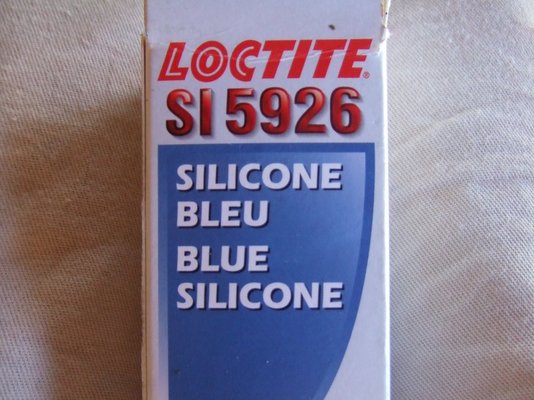 LOCTITE®
SI 5926
SILICONE
BLEU
BLUE
SILICONE